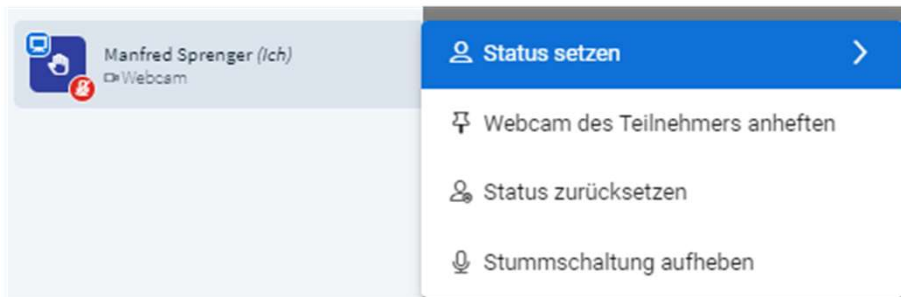 Manfred Sprenger (Ich)
Webcam
Status setzen
Webcam des Teilnehmers anheften
Status zurücksetzen
Stummschaltung aufheben